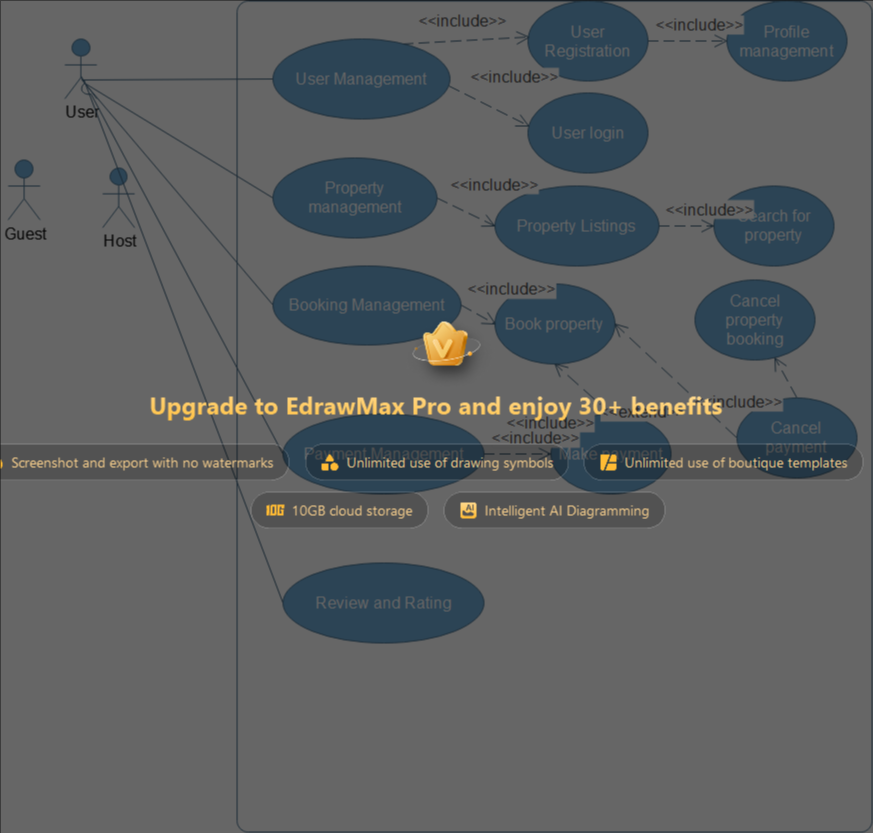 <<include>>
User
Registration
<<include>>
Profile
management
User Management
<<include>>
User login
User
Property
management
<<include>>
Property Listings
<<include>>
Search for
property
Guest
Host
Booking Management
<<include>>
Book property
Cancel
property
booking
Upgrade to EdrawMax Pro and enjoy 30+ benefits
<<include>>
<<include>>
Payment Management
Make payment
Cancel
payment
Screenshot and export with no watermarks
Unlimited use of drawing symbols
Unlimited use of boutique templates
10G
10GB cloud storage
AI
Intelligent AI Diagramming
Review and Rating